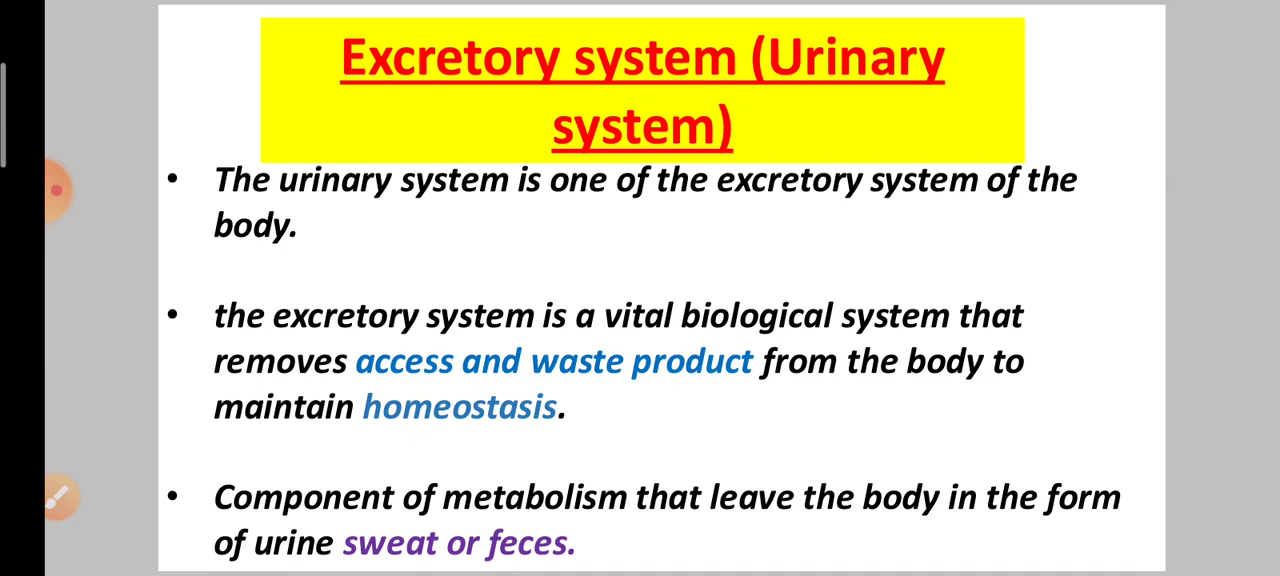 Excretory system (Urinary
system)
• The urinary system is one of the excretory system of the
body.
• the excretory system is a vital biological system that
removes access and waste product from the body to
maintain homeostasis.
• Component of metabolism that leave the body in the form
of urine sweat or feces.